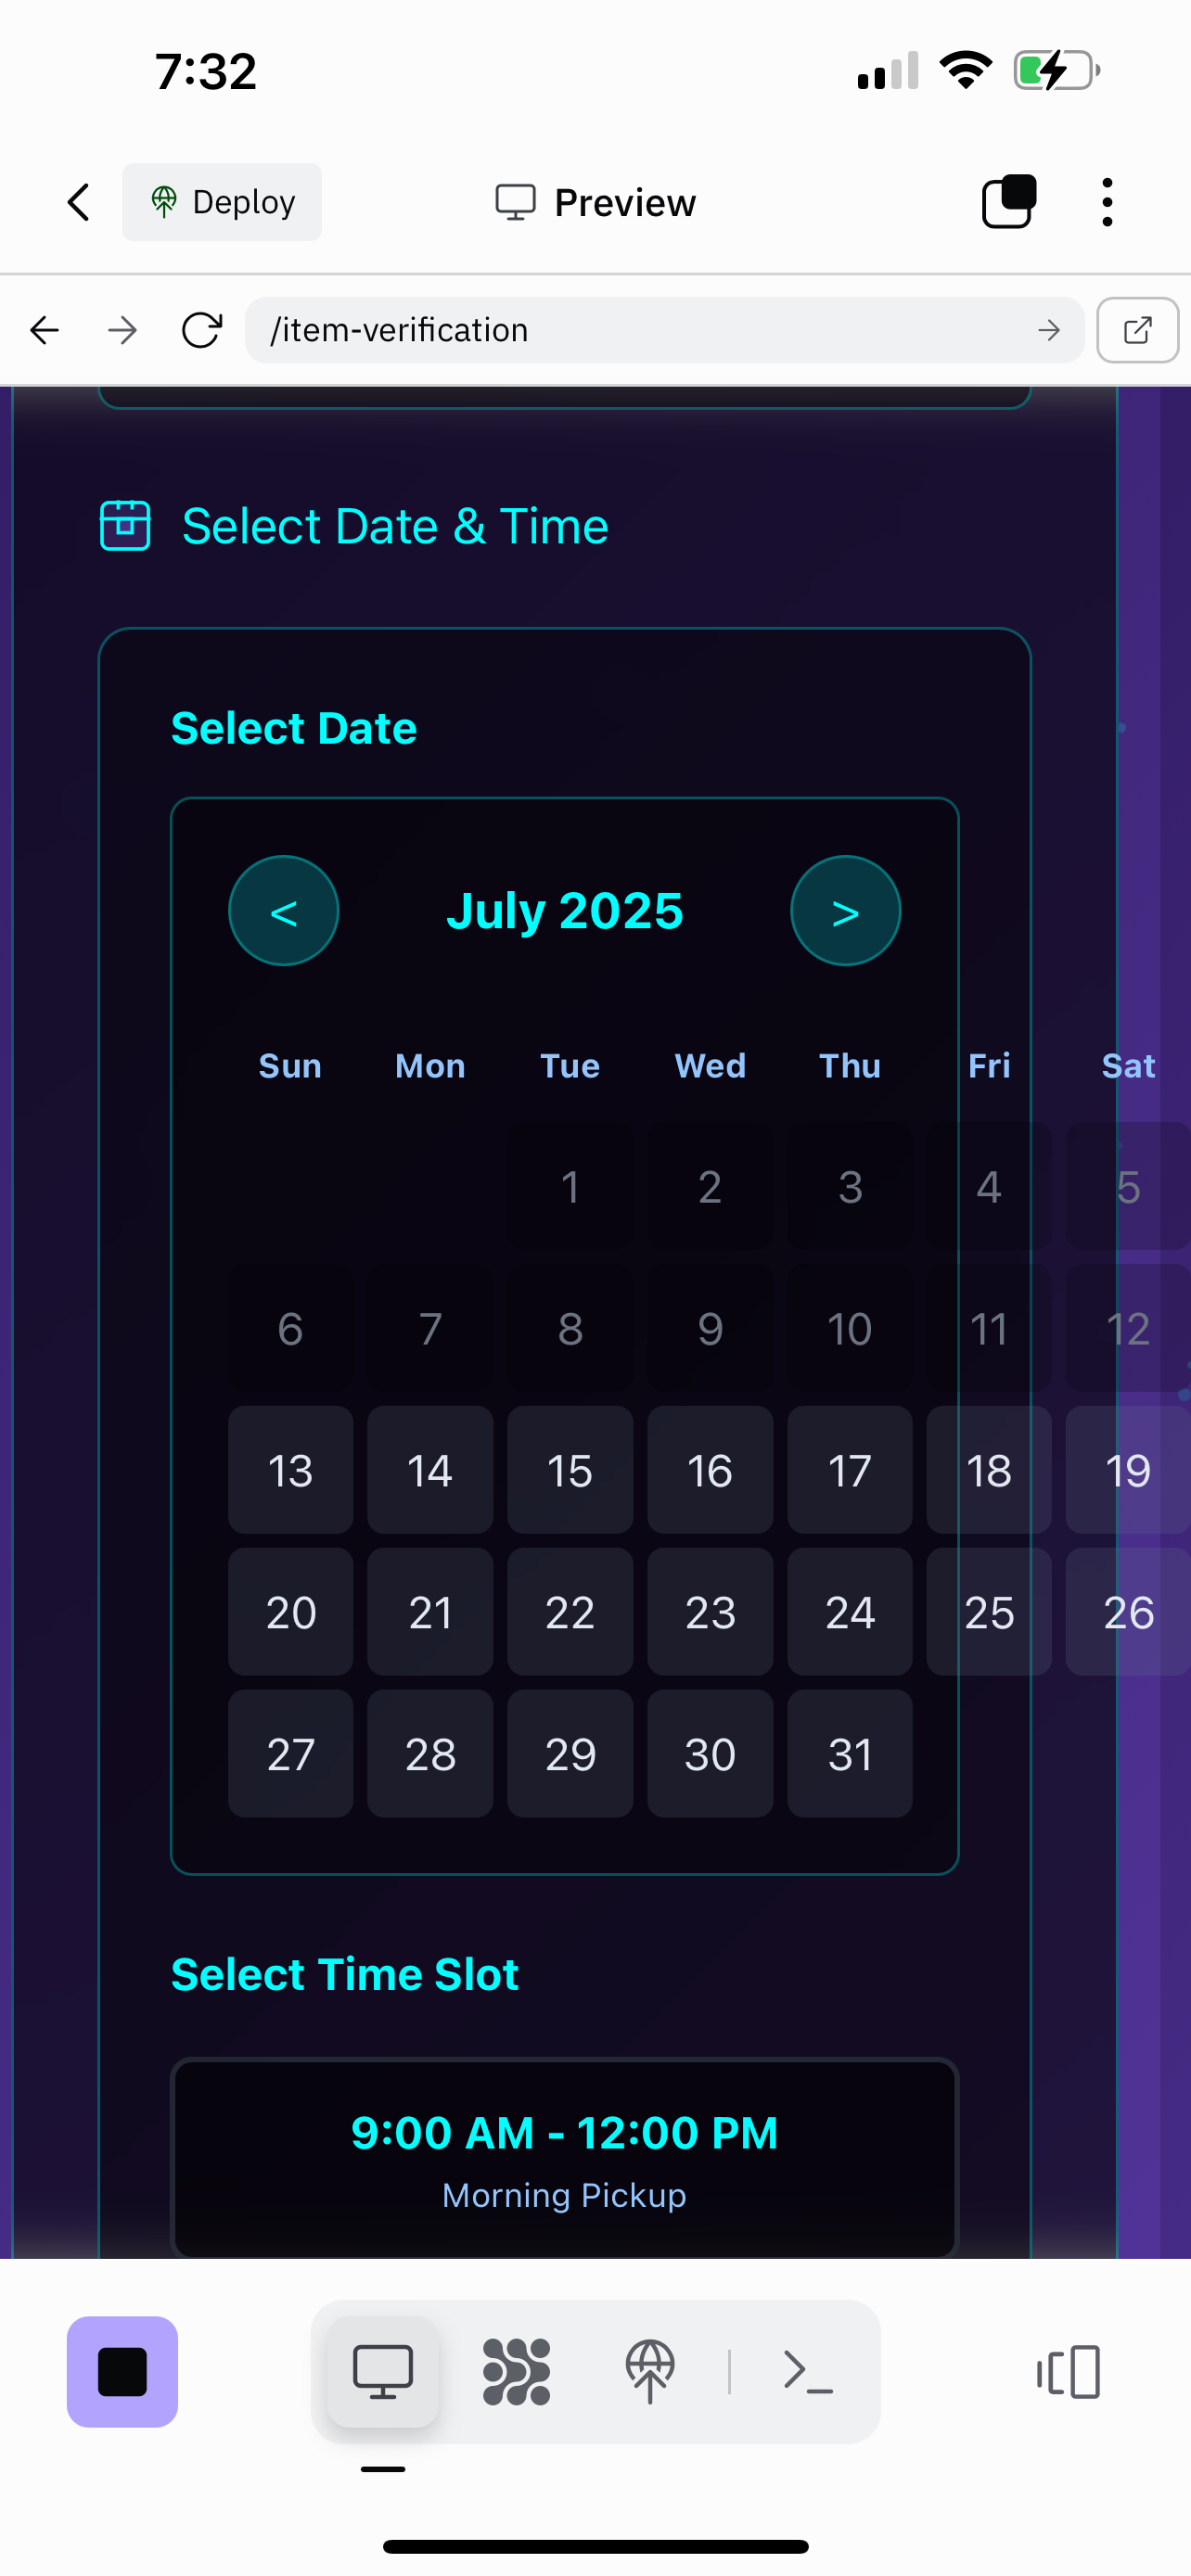 7:32
Deploy
Preview
/item-verification
Select Date & Time
Select Date
< July 2025 >
Sun Mon Tue Wed Thu Fri Sat
1 2 3 4 5
6 7 8 9 10 11 12
13 14 15 16 17 18 19
20 21 22 23 24 25 26
27 28 29 30 31
Select Time Slot
9:00 AM - 12:00 PM
Morning Pickup